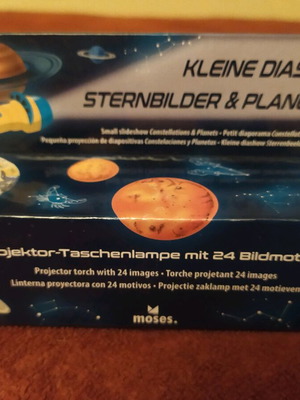 KLEINE DIAS
STERNBILDER & PLANE
Small slideshow Constellations & Planets • Petit diaporama Constella
Pequeña proyección de diapositivas Constelaciones y Planetas • Kleine diashow Sterrenbeeld
ojektor-Taschenlampe mit 24 Bildmot
Projector torch with 24 images • Torche projetant 24 images
Linterna proyectora con 24 motivos • Projectie zaklamp met 24 motieven
moses.